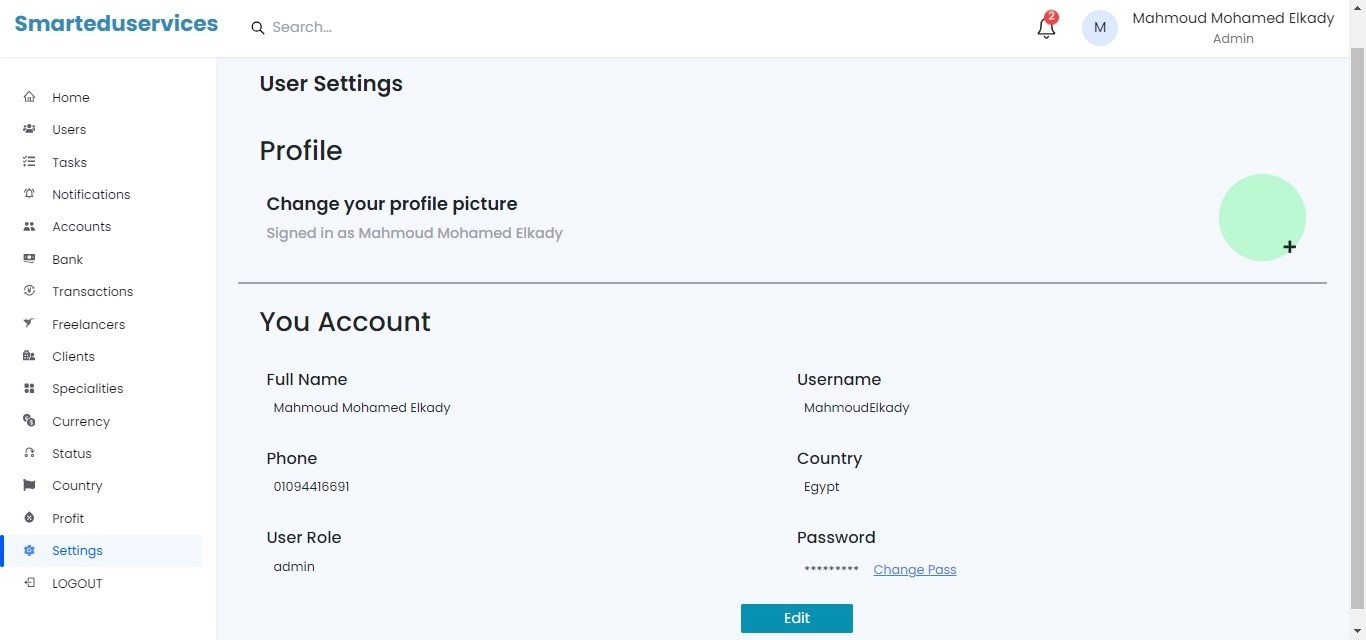 Smarteduservices
Search...
2
M
Mahmoud Mohamed Elkady
Admin
Home
Users
Tasks
Notifications
Accounts
Bank
Transactions
Freelancers
Clients
Specialities
Currency
Status
Country
Profit
Settings
LOGOUT
User Settings
Profile
Change your profile picture
Signed in as Mahmoud Mohamed Elkady
+
You Account
Full Name
Mahmoud Mohamed Elkady
Username
MahmoudElkady
Phone
01094416691
Country
Egypt
User Role
admin
Password
********* Change Pass
Edit